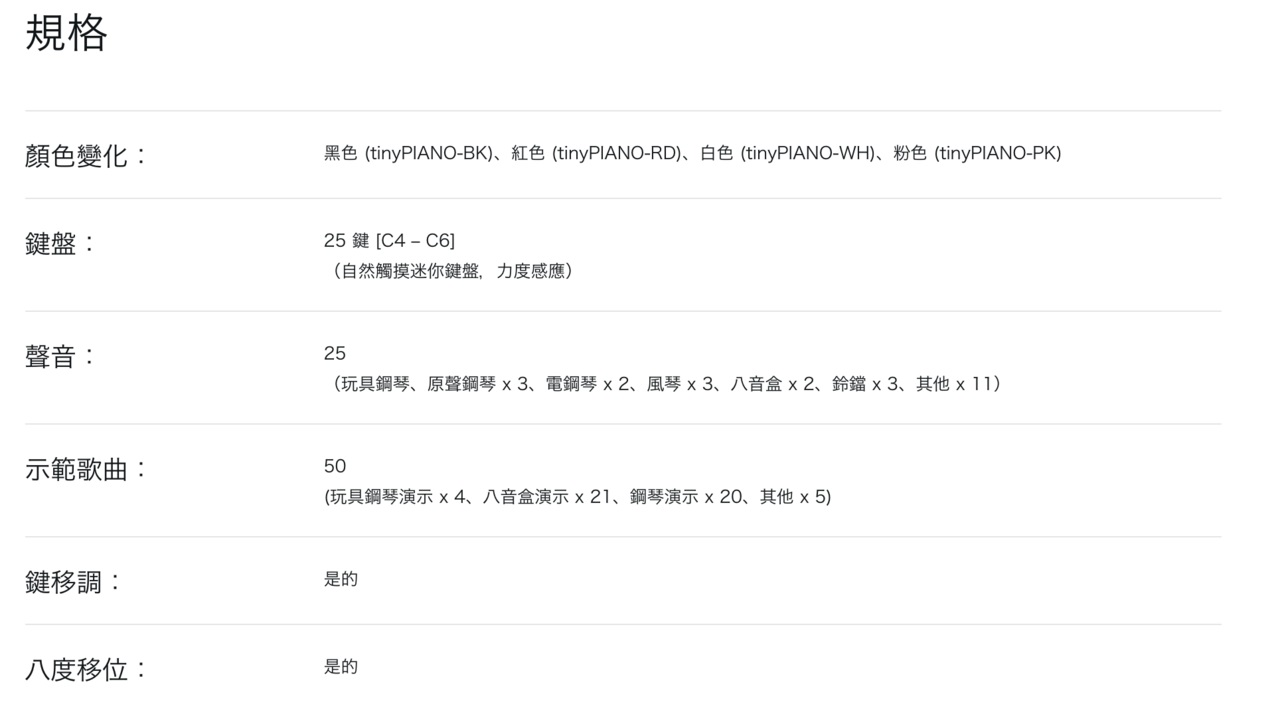 規格
顏色變化：
黑色 (tinyPIANO-BK)、紅色 (tinyPIANO-RD)、白色 (tinyPIANO-WH)、粉色 (tinyPIANO-PK)
鍵盤：
25 鍵 [C4 – C6]
（自然觸摸迷你鍵盤，力度感應）
聲音：
25
（玩具鋼琴、原聲鋼琴 x 3、電鋼琴 x 2、風琴 x 3、八音盒 x 2、鈴鐺 x 3、其他 x 11）
示範歌曲：
50
(玩具鋼琴演示 x 4、八音盒演示 x 21、鋼琴演示 x 20、其他 x 5)
鍵移調：
是的
八度移位：
是的